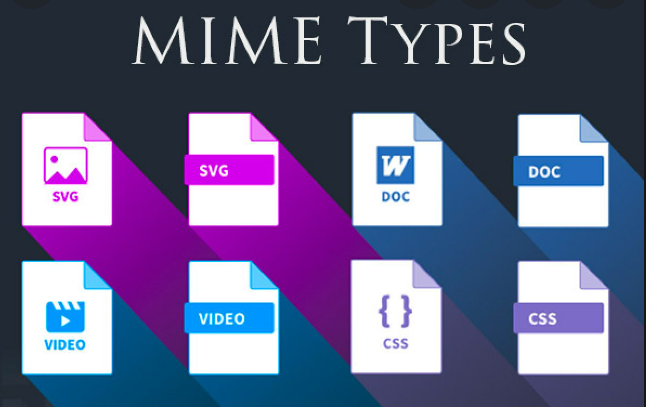 MIME TYPES
SVG
SVG
W
DOC
DOC
VIDEO
VIDEO
{ }
CSS
CSS